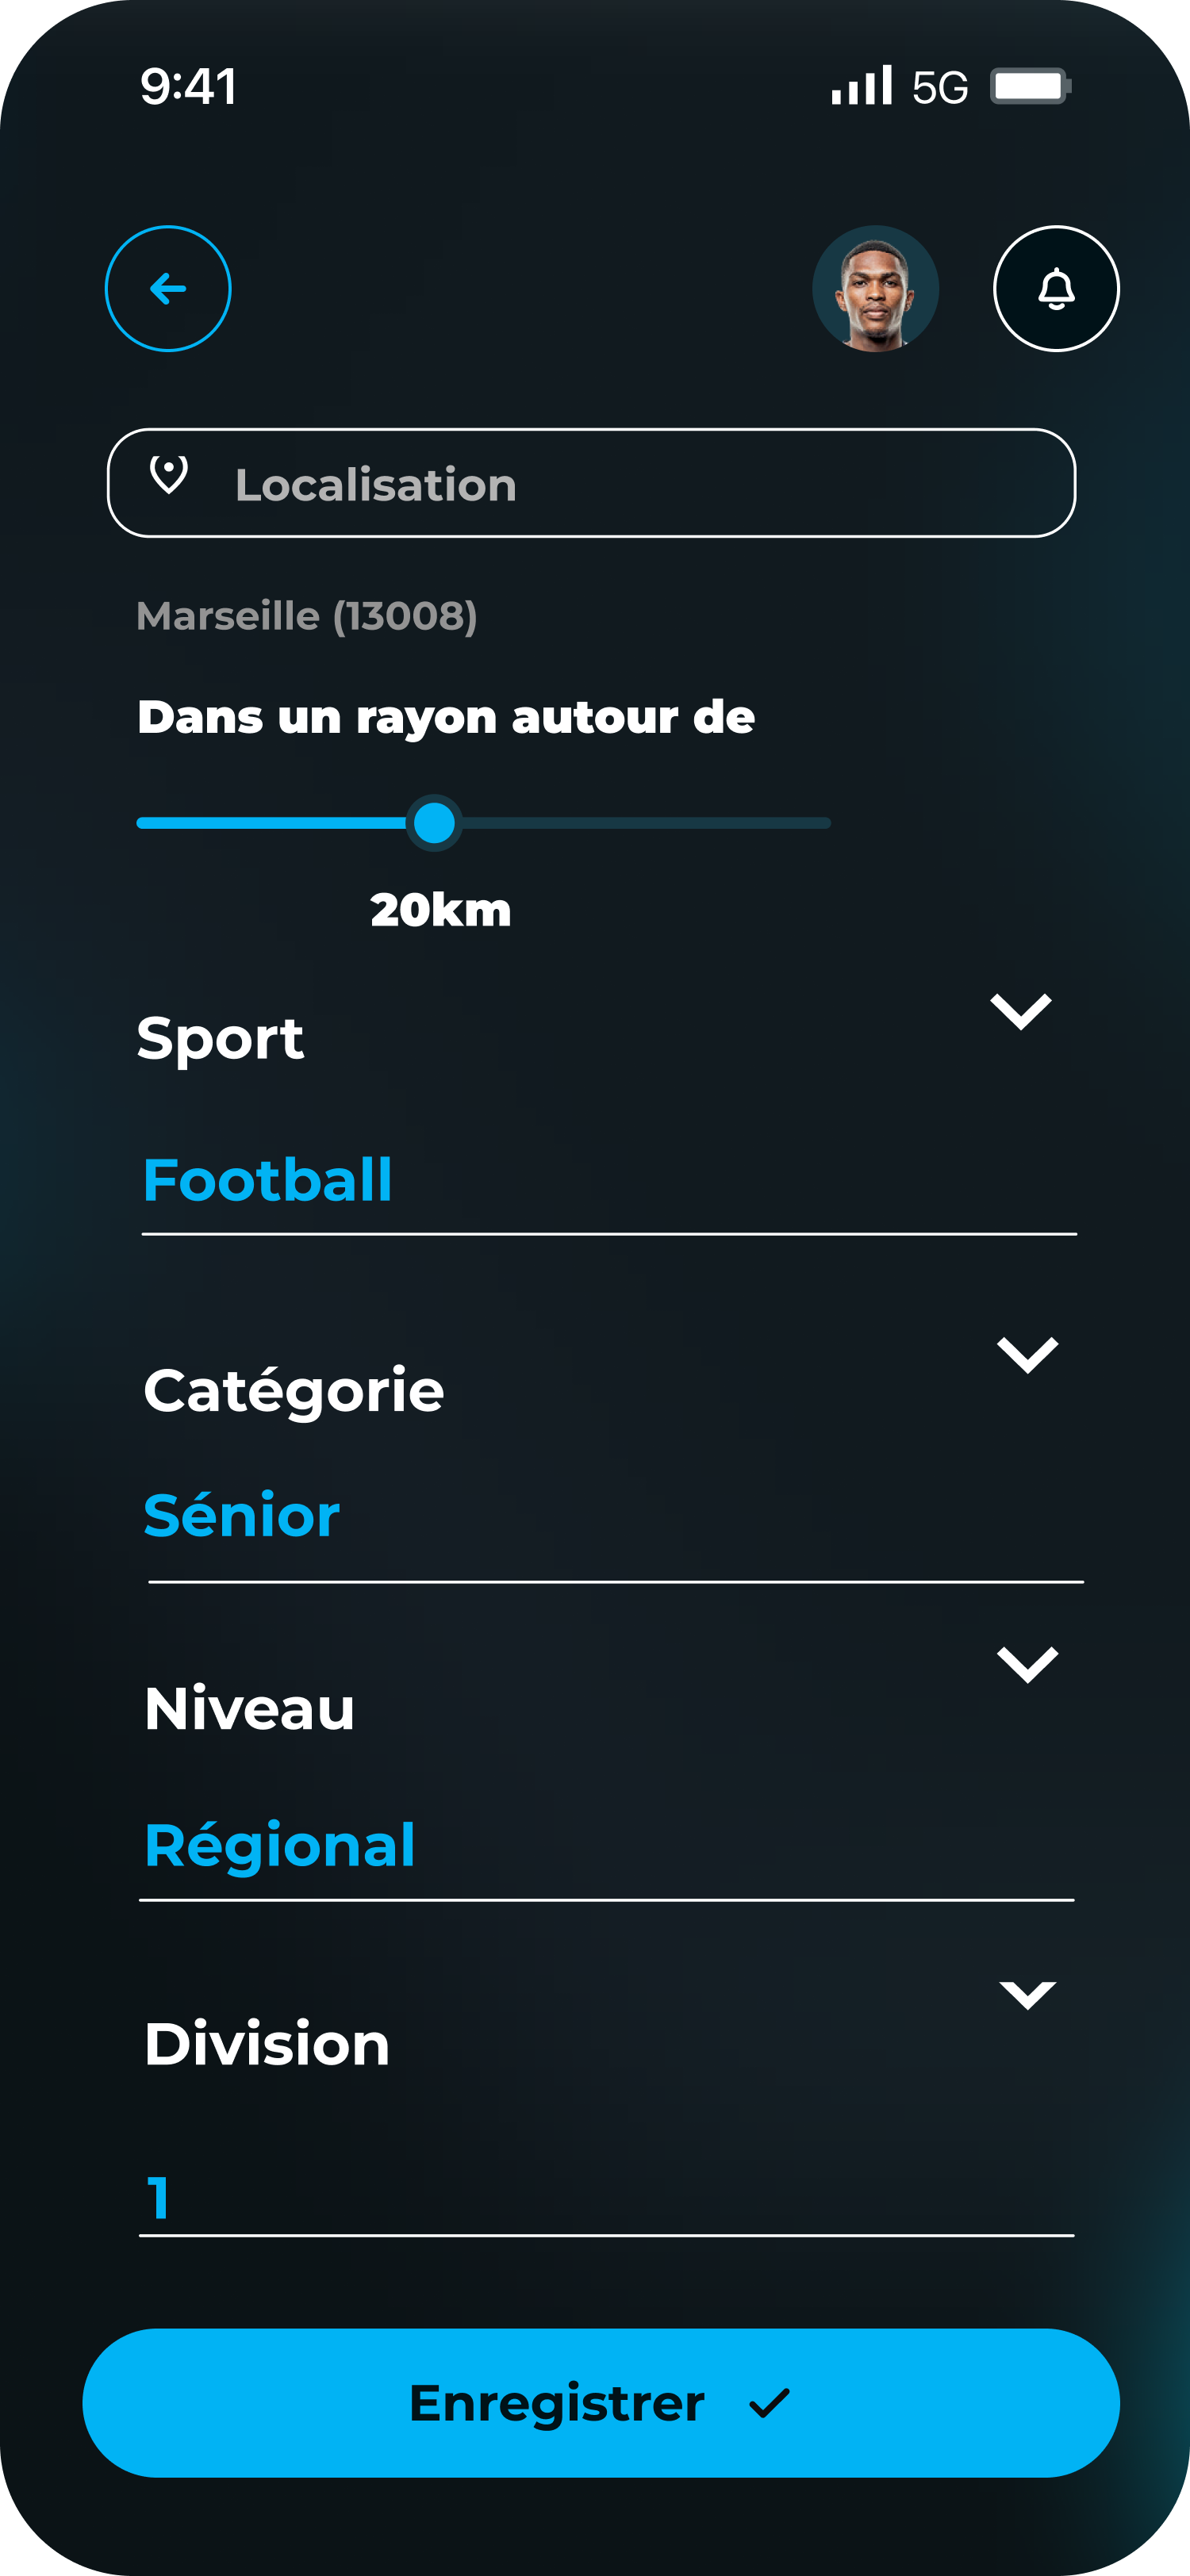 9:41 5G
Localisation
Marseille (13008)
Dans un rayon autour de
20km
Sport
Football
Catégorie
Sénior
Niveau
Régional
Division
1
Enregistrer